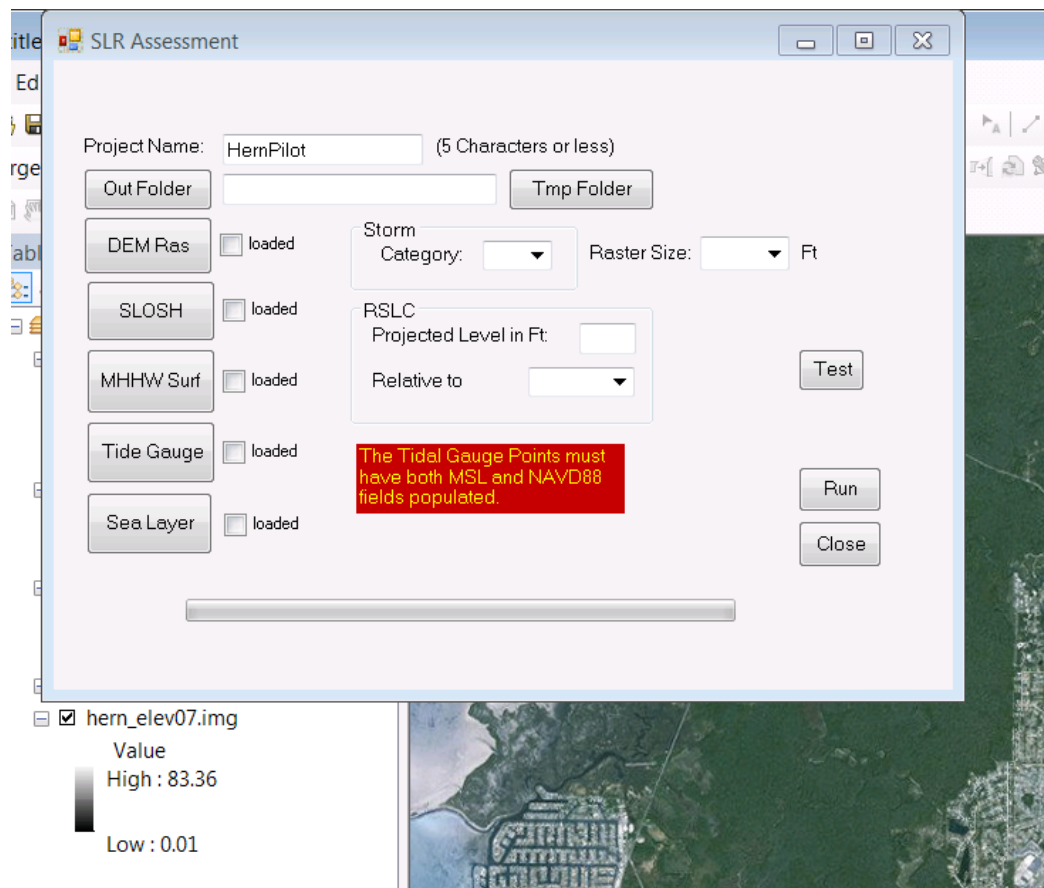 itle
SLR Assessment
Ed
Project Name: HernPilot (5 Characters or less)
rge
Out Folder Tmp Folder
DEM Ras loaded
Storm
Category:
Raster Size: Ft
Tabl
SLOSH loaded
RSLC
Projected Level in Ft:
MHHW Surf loaded
Relative to
Test
Tide Gauge loaded
The Tidal Gauge Points must
have both MSL and NAVD88
fields populated.
Run
Sea Layer loaded
Close
hern_elev07.img
Value
High : 83.36
Low : 0.01